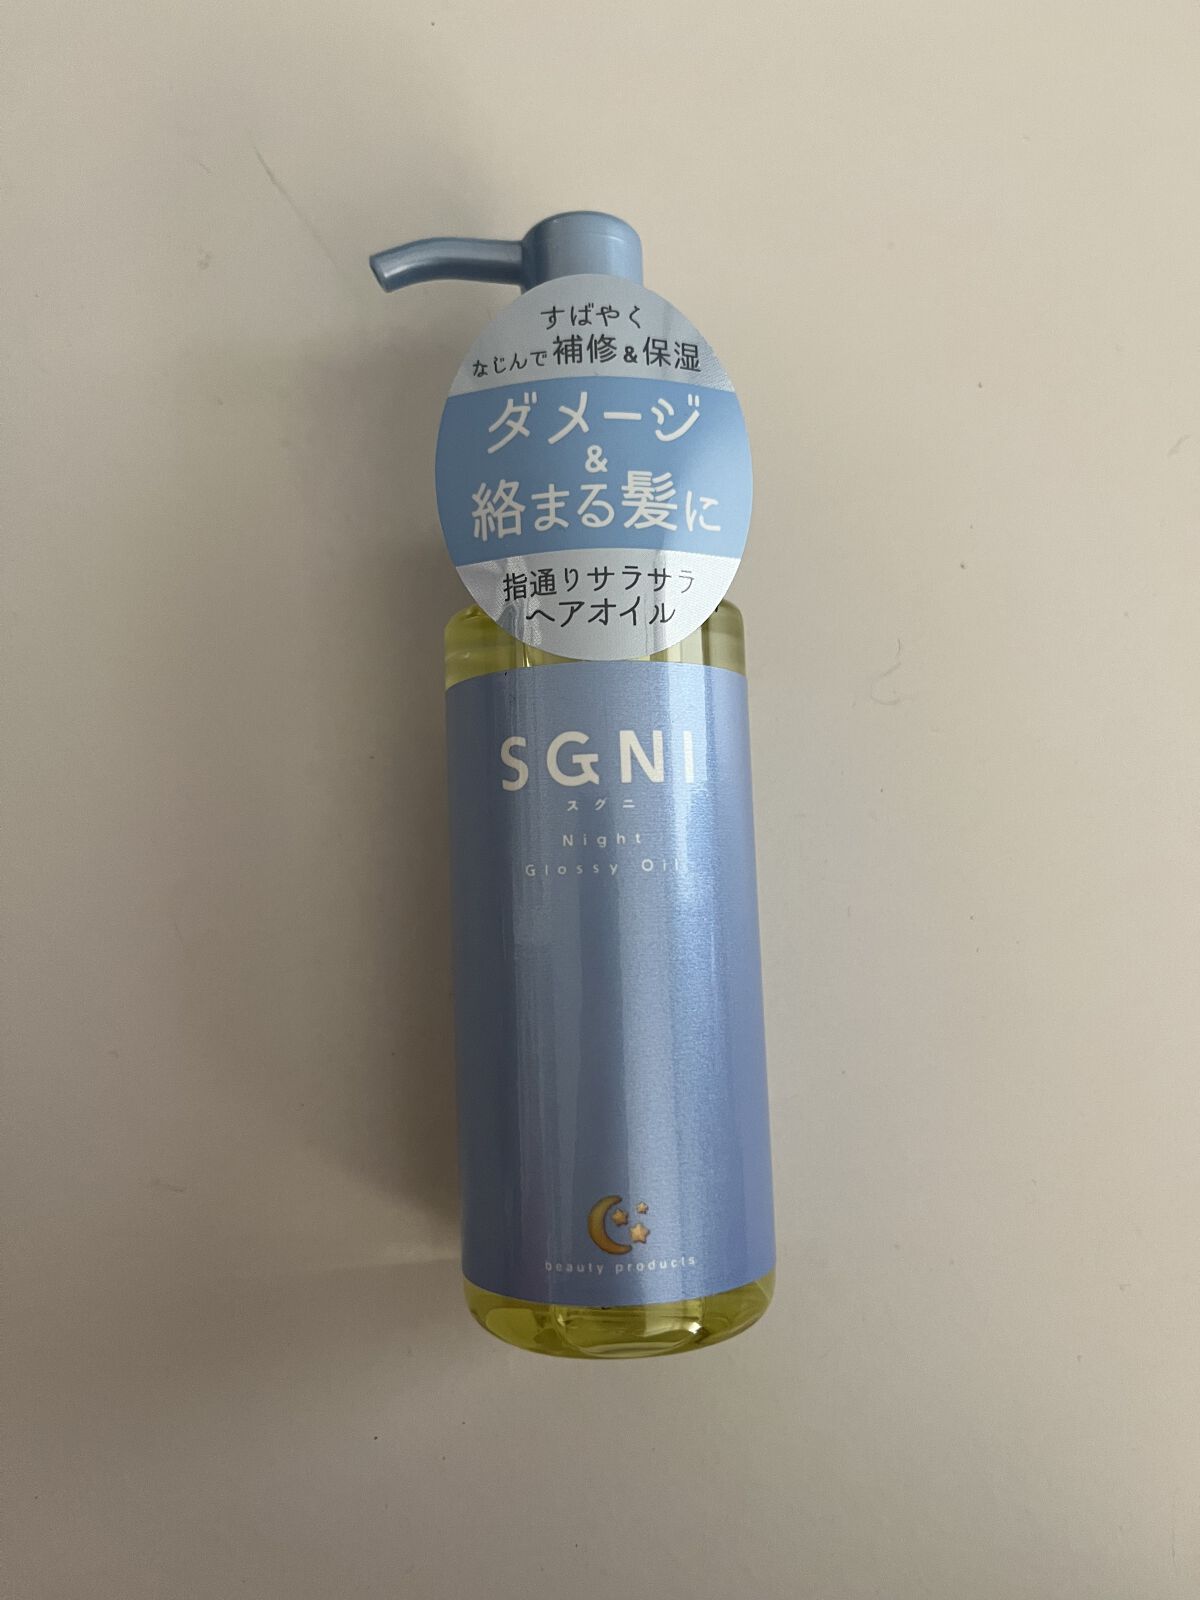 すばやく
なじんで補修&保湿
ダメージ
&
絡まる髪に
指通りサラサラ
ヘアオイル
SGNI
スグニ
Night
Glossy Oil
beauty products